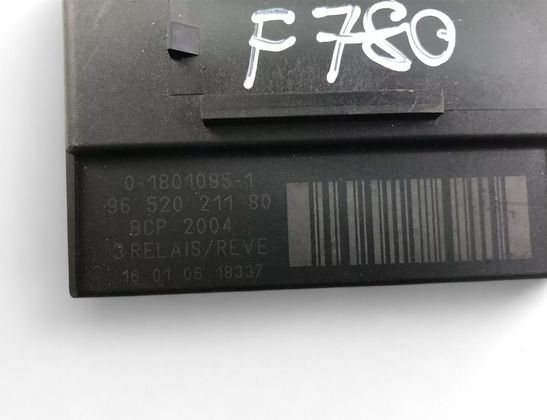 F780
0-1801095-1
96 520 211 80
BCP 2004
3 RELAIS/REVE
16 01 06 18337